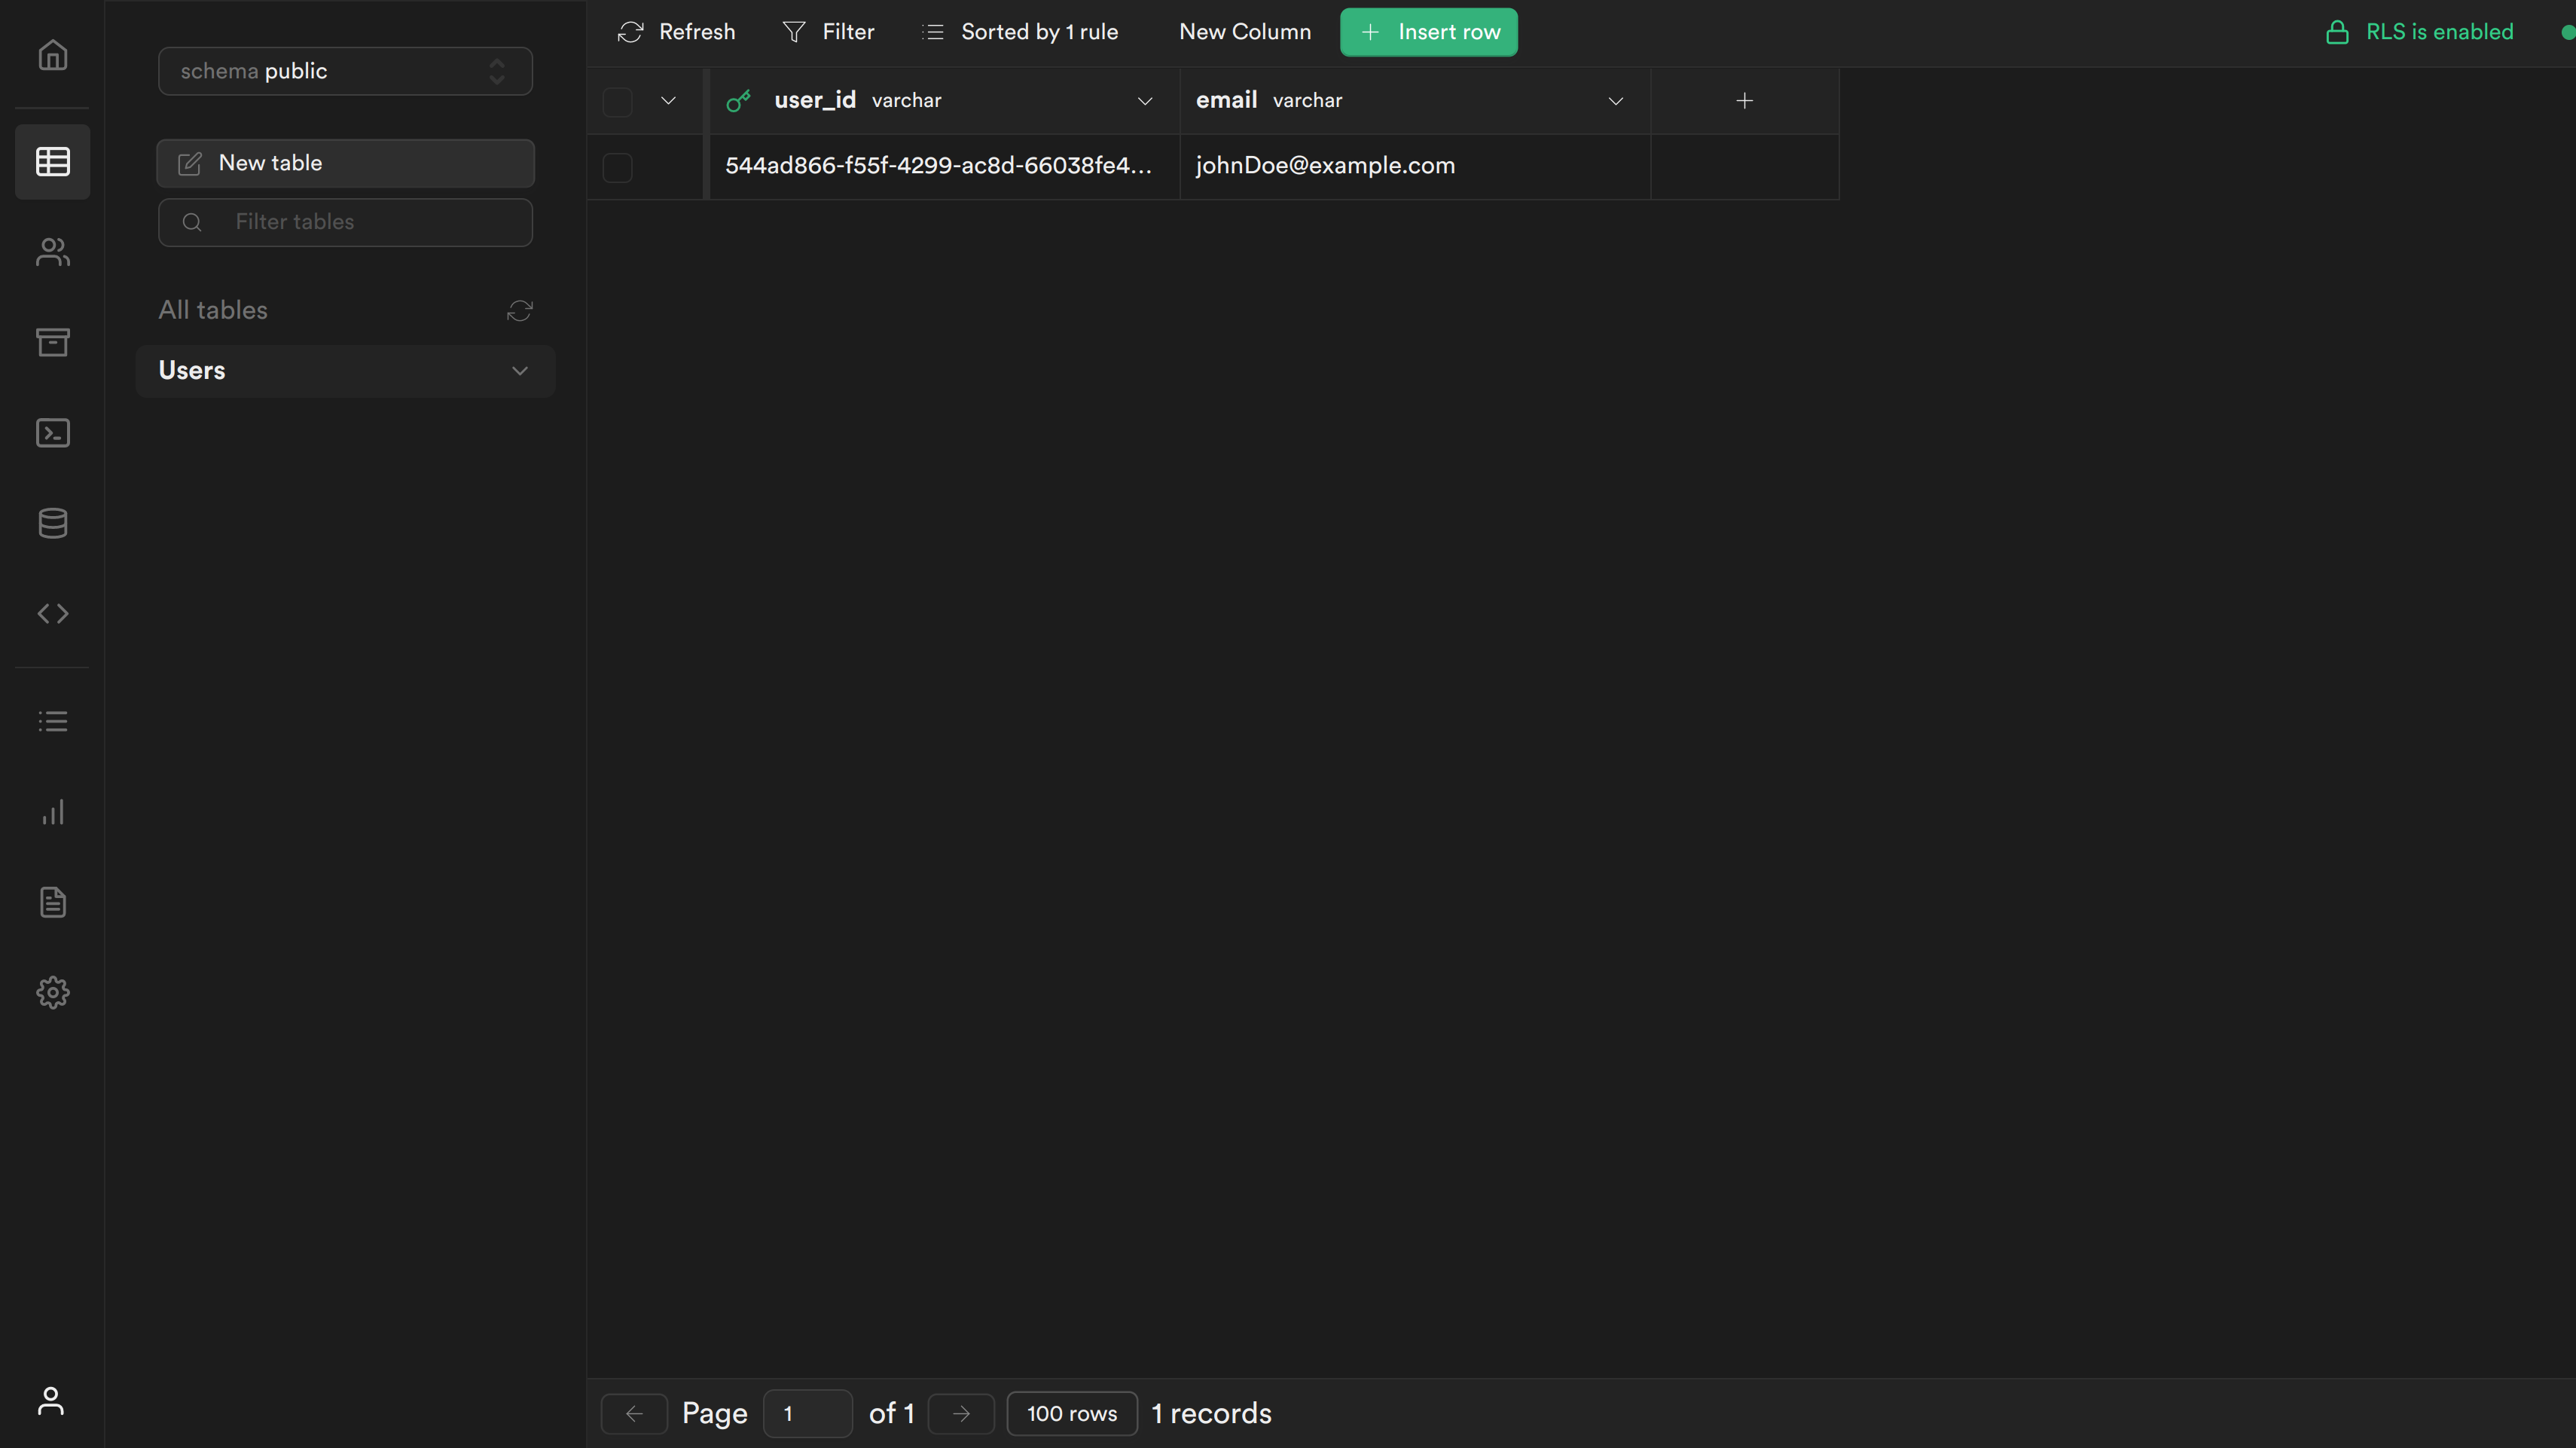 schema public
New table
Filter tables
All tables
Users
Refresh Filter Sorted by 1 rule New Column Insert row RLS is enabled
user_id varchar email varchar
544ad866-f55f-4299-ac8d-66038fe4... johnDoe@example.com
Page 1 of 1 100 rows 1 records